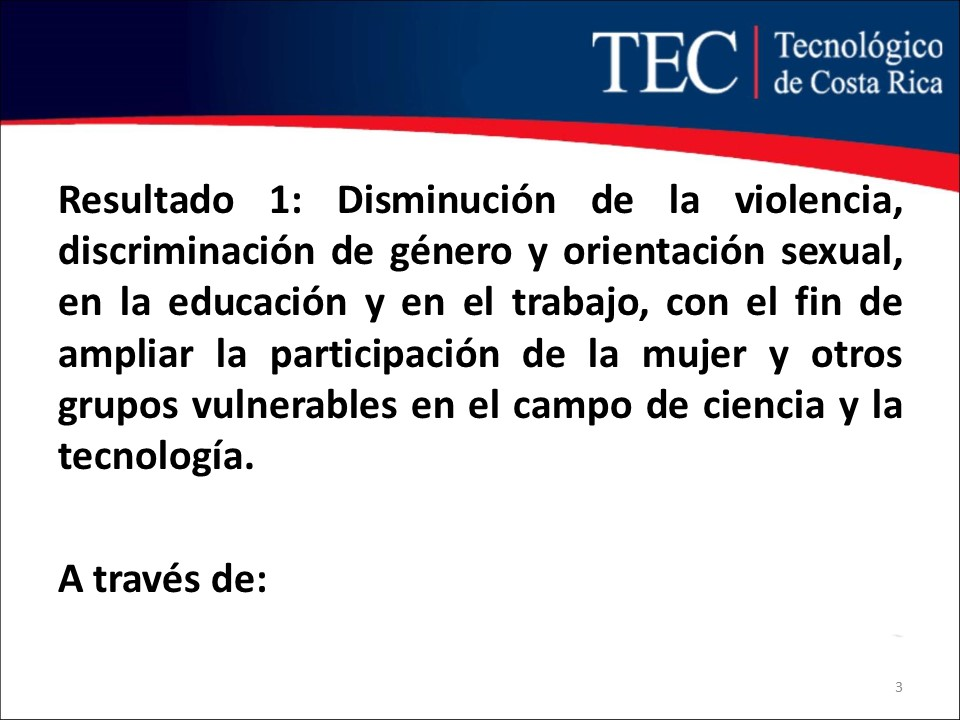 TEC | Tecnológico
de Costa Rica
Resultado 1: Disminución de la violencia,
discriminación de género y orientación sexual,
en la educación y en el trabajo, con el fin de
ampliar la participación de la mujer y otros
grupos vulnerables en el campo de ciencia y la
tecnología.
A través de:
3